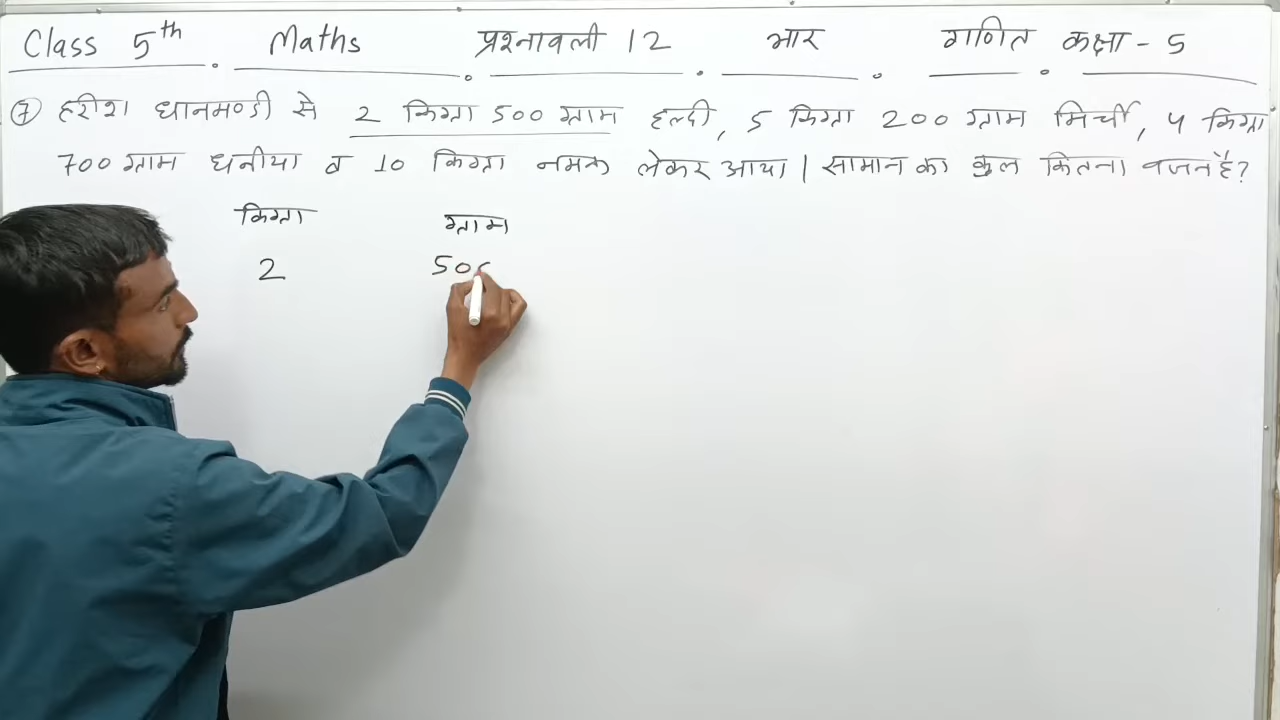 Class 5th Maths प्रश्नावली 12 भार गणित कक्षा - 5
⑦ हरीश धानमण्डी से 2 किग्रा 500 ग्राम हल्दी, 5 किग्रा 200 ग्राम मिर्ची, 4 किग्रा
700 ग्राम धनीया व 10 किग्रा नमक लेकर आया | सामान का कुल कितना वजन है?
किग्रा ग्राम
2 500